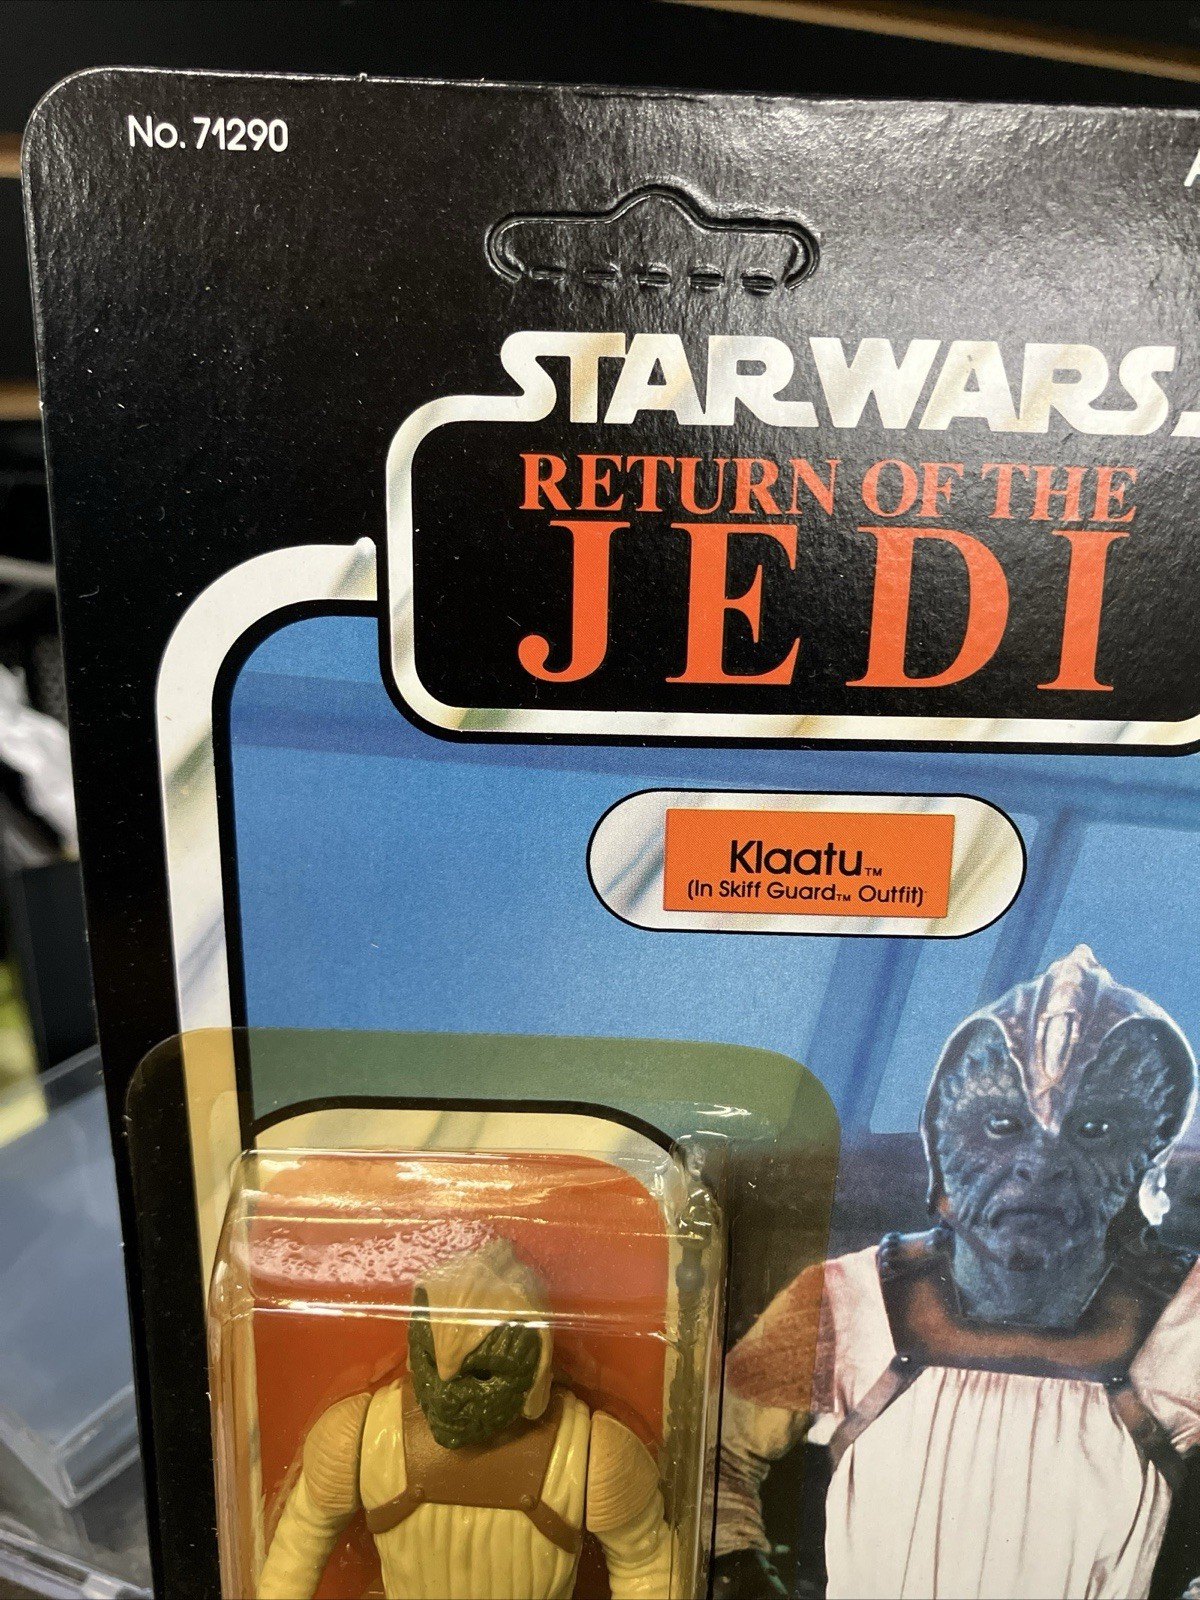 No. 71290
STAR WARS
RETURN OF THE
JEDI
Klaatu™
(In Skiff Guard™ Outfit)